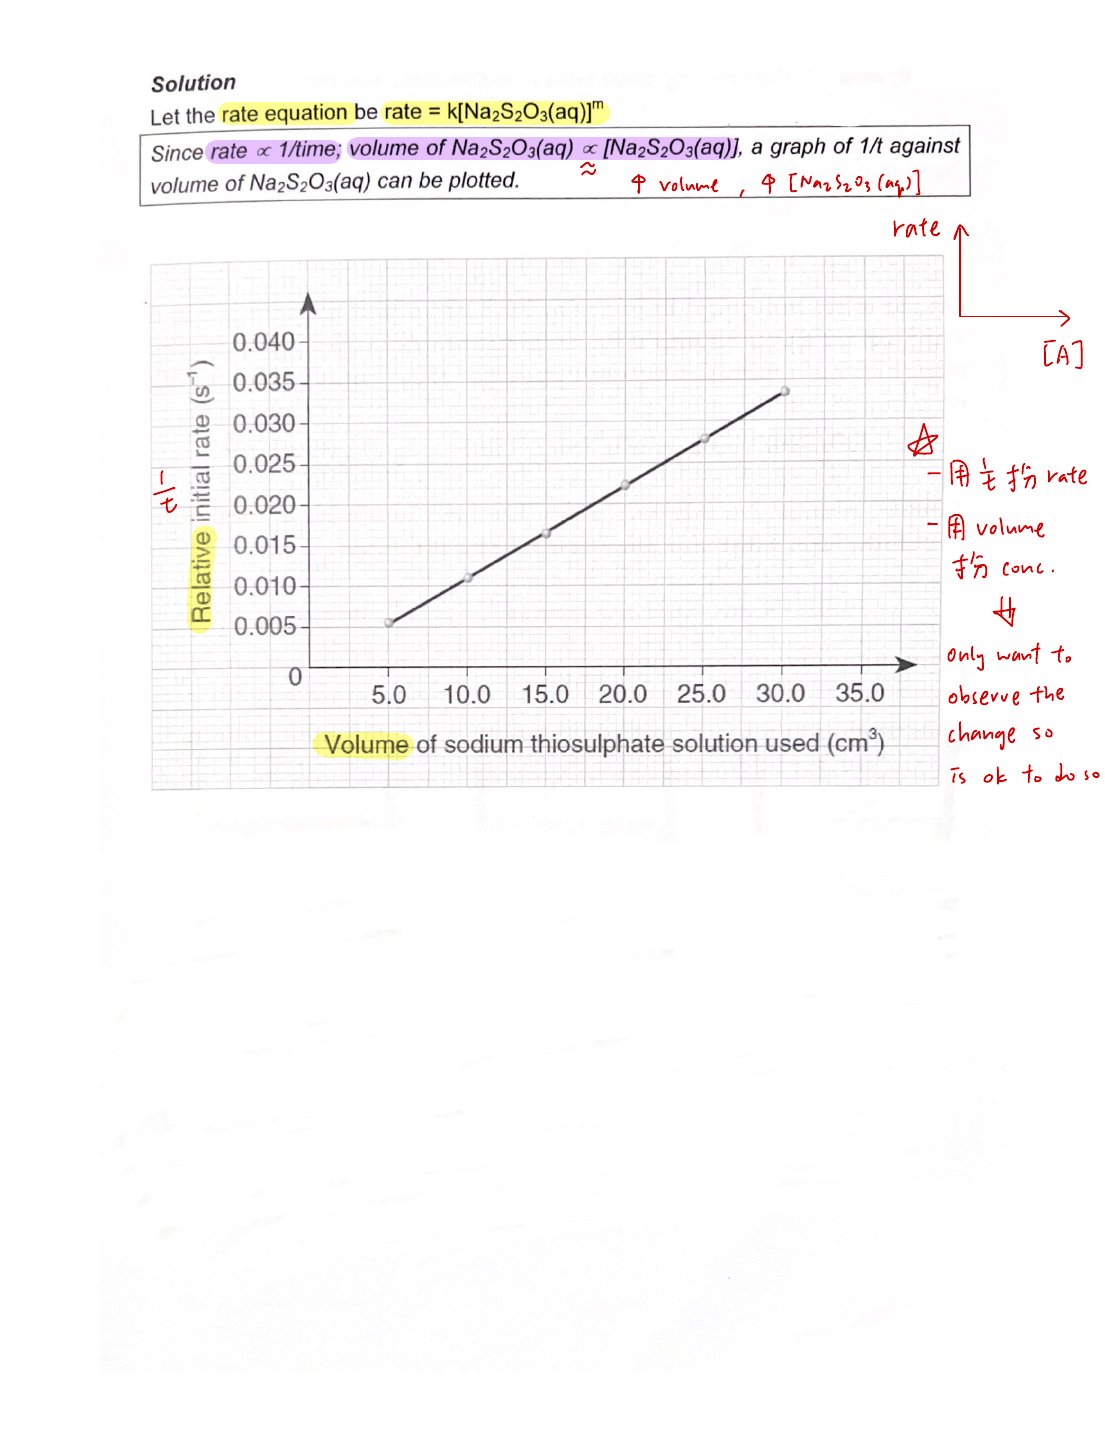 Solution
Let the rate equation be rate = k[Na₂S₂O₃(aq)]ᵐ
Since rate ∝ 1/time; volume of Na₂S₂O₃(aq) ∝ [Na₂S₂O₃(aq)], a graph of 1/t against
volume of Na₂S₂O₃(aq) can be plotted.
↑ volume , ↑ [Na₂S₂O₃(aq)]
rate
[A]
0.040
0.035
0.030
0.025
0.020
0.015
0.010
0.005
0
Relative initial rate (s⁻¹)
1/t
5.0 10.0 15.0 20.0 25.0 30.0 35.0
Volume of sodium thiosulphate solution used (cm³)
- 用 1/t 扮 rate
- 用 volume
扮 conc.
only want to
observe the
change so
is ok to do so